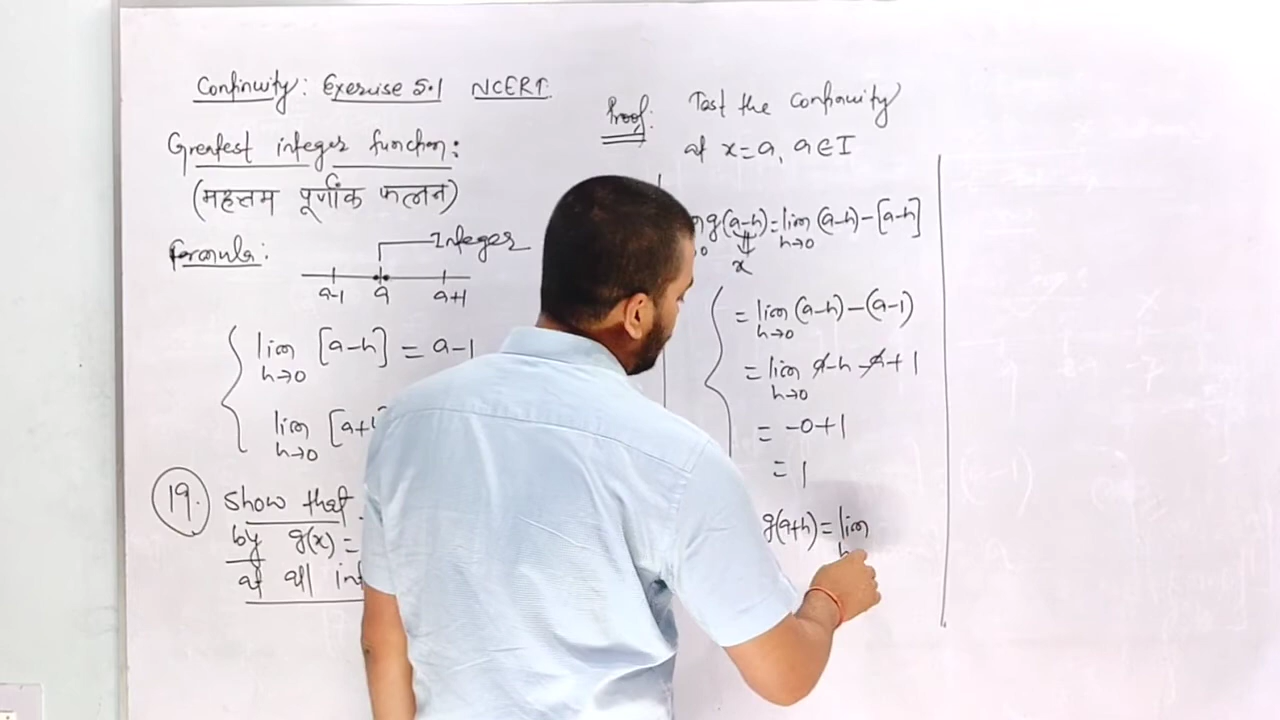 Continuity: Exercise 5.1 NCERT
Greatest integer function:
(महत्तम पूर्णांक फलन)
Formula:
Integer
a-1 a a+1
lim [a-h] = a-1
h→0
lim [a+
h→0
19. Show that
by g(x) =
at all int
Proof: Test the continuity
at x=a, a∈I
g(a-h) = lim (a-h) - [a-h]
h→0
x
= lim (a-h) - (a-1)
h→0
= lim a-h-a+1
h→0
= -0+1
= 1
g(a+h) = lim
h